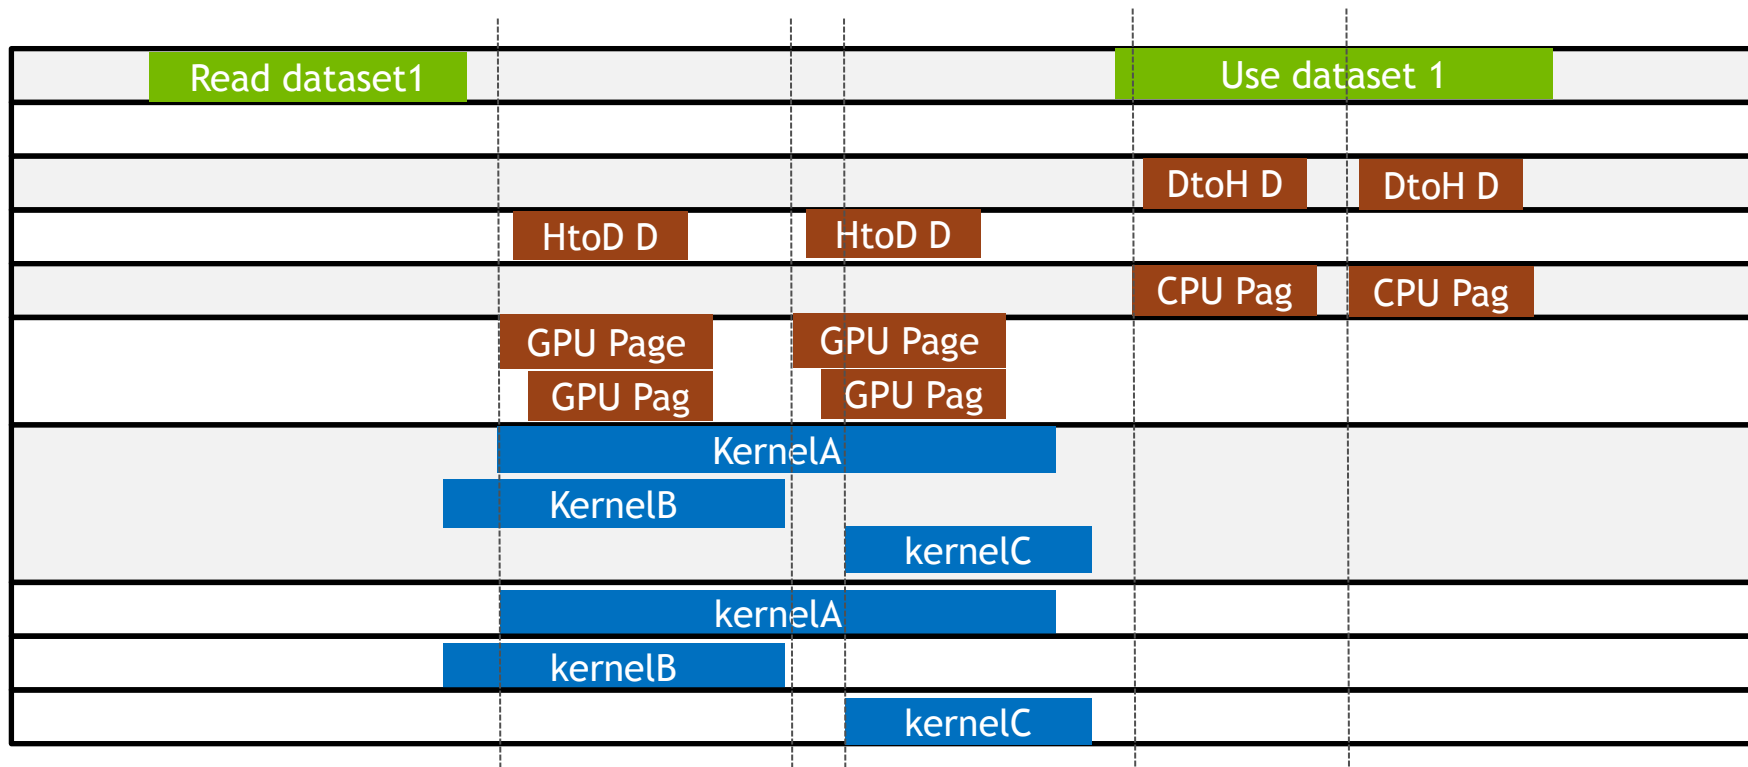 Read dataset1
Use dataset 1
DtoH D
DtoH D
HtoD D
HtoD D
CPU Pag
CPU Pag
GPU Page
GPU Page
GPU Pag
GPU Pag
KernelA
KernelB
kernelC
kernelA
kernelB
kernelC